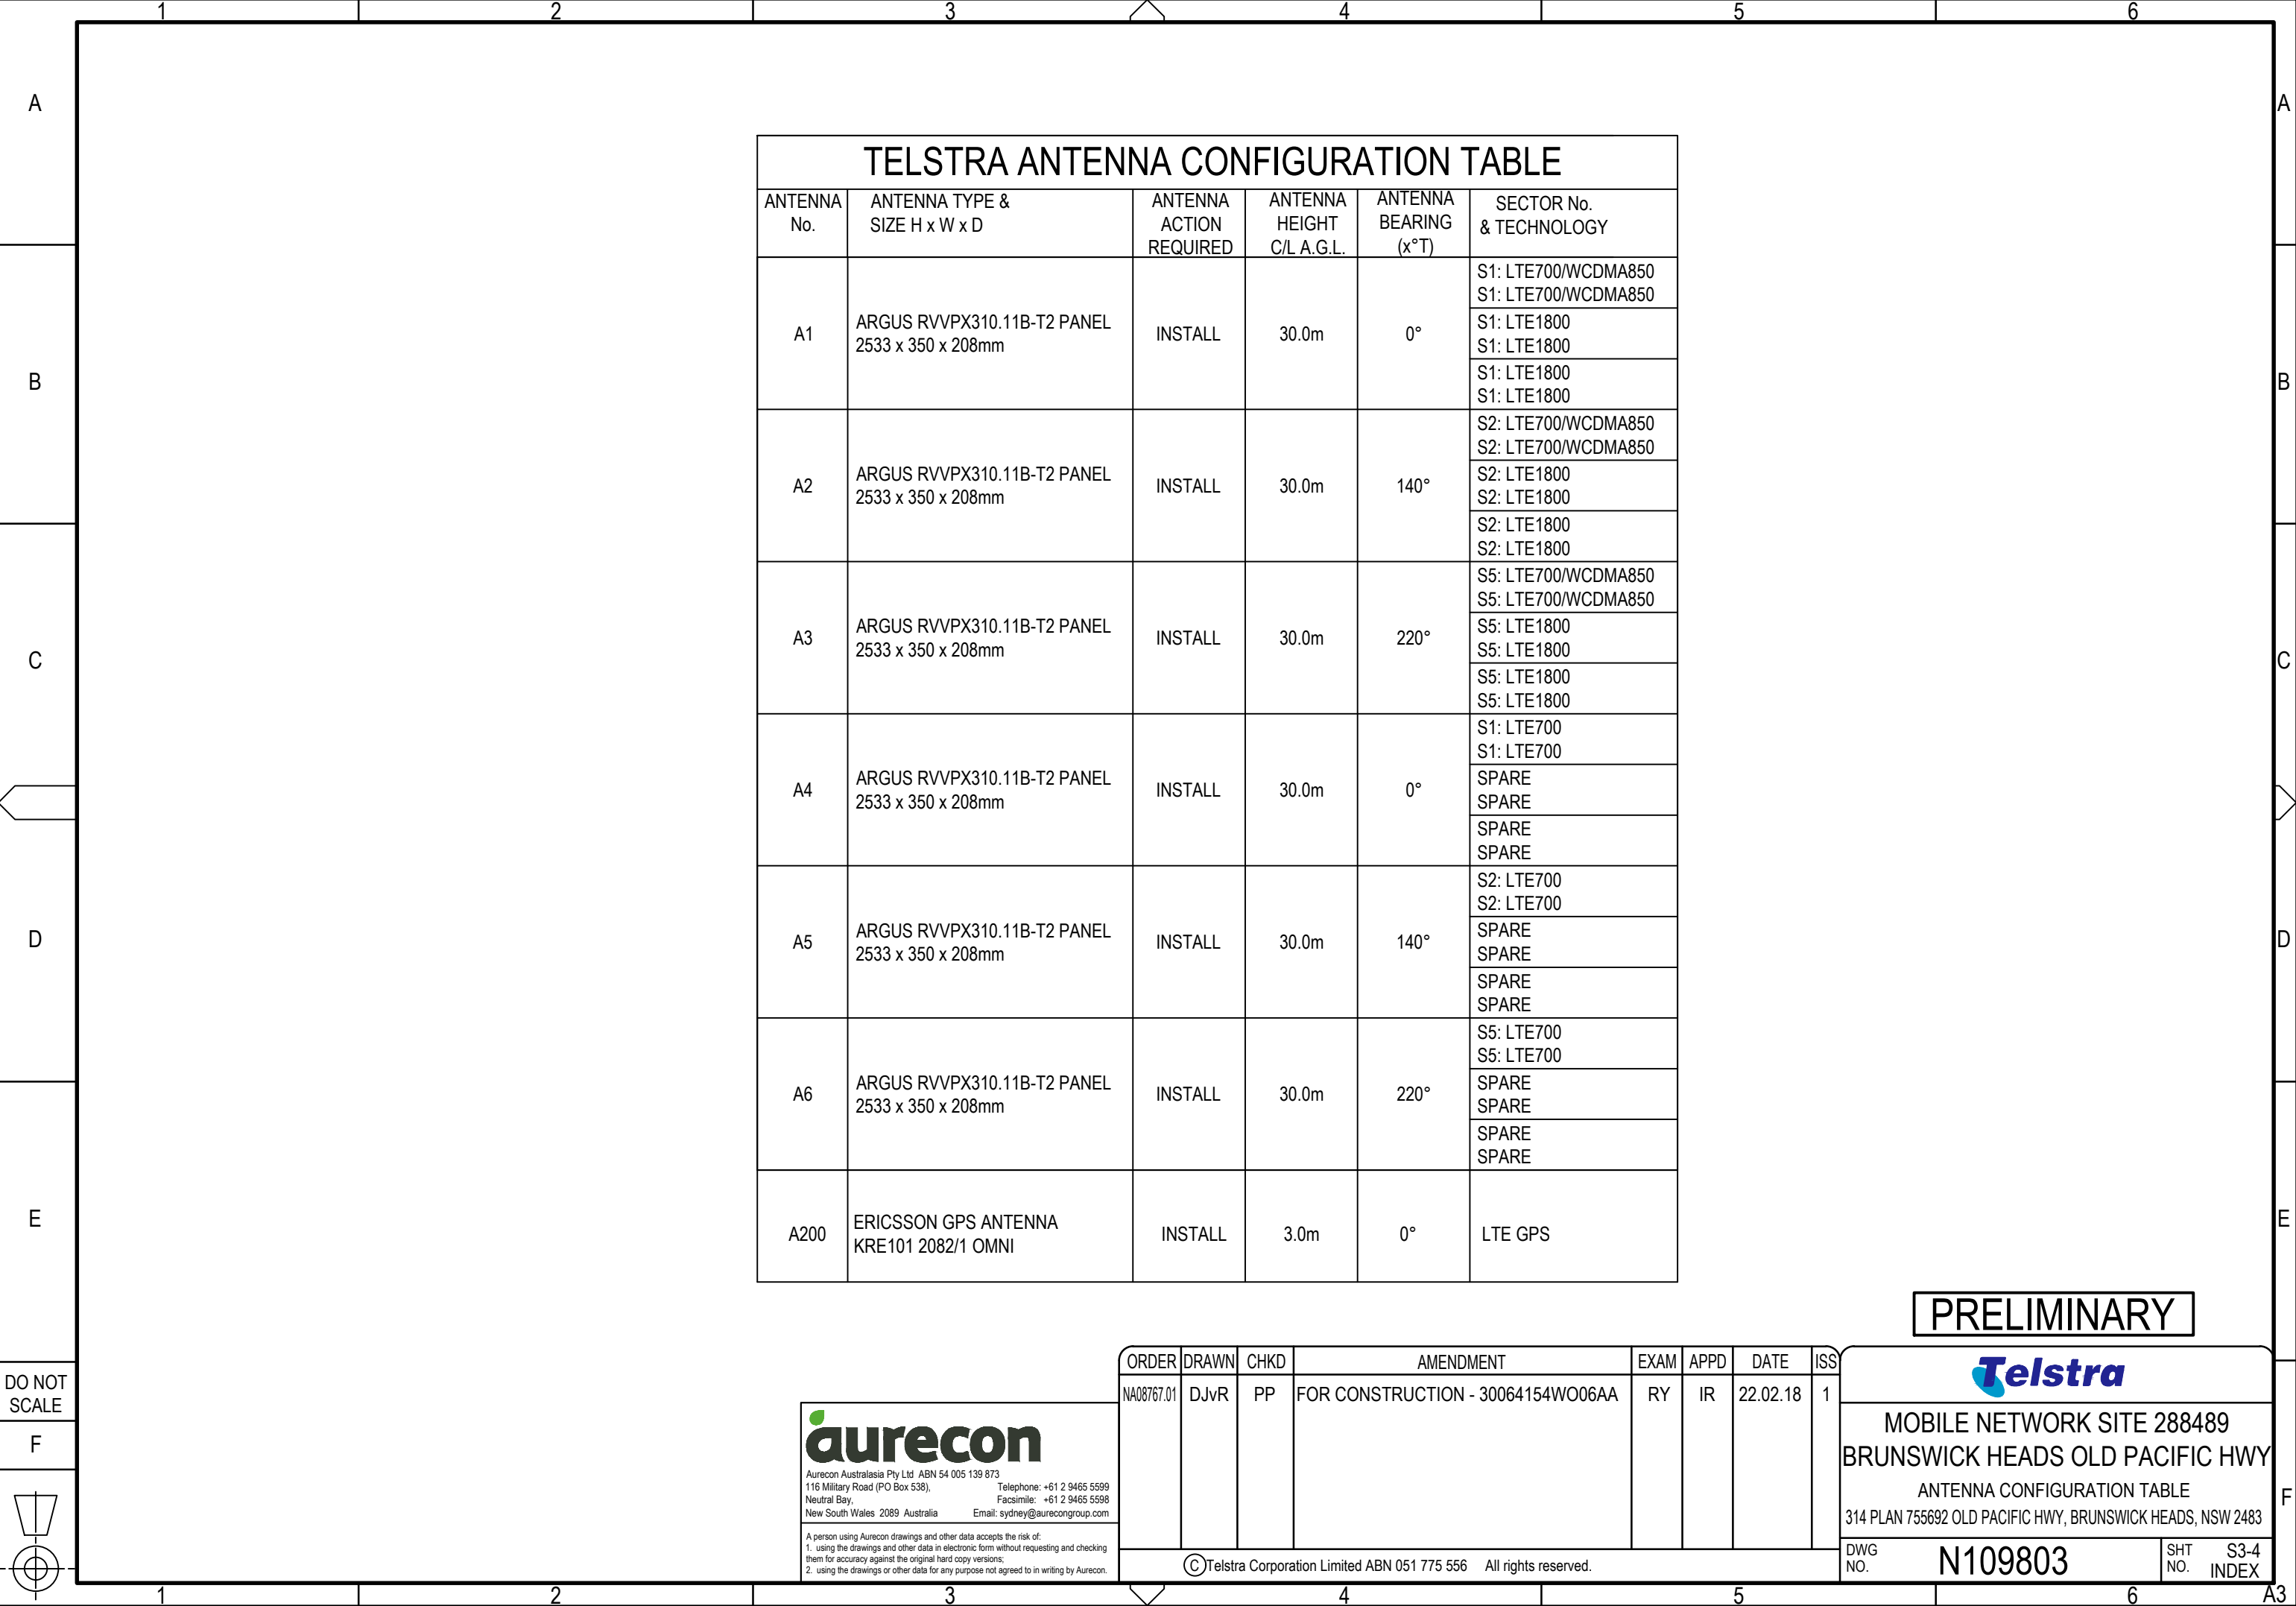 1 2 3 4 5 6
A A
B B
C C
D D
E E
F F
TELSTRA ANTENNA CONFIGURATION TABLE
ANTENNA
No.
ANTENNA TYPE &
SIZE H x W x D
ANTENNA
ACTION
REQUIRED
ANTENNA
HEIGHT
C/L A.G.L.
ANTENNA
BEARING
(x°T)
SECTOR No.
& TECHNOLOGY
A1
ARGUS RVVPX310.11B-T2 PANEL
2533 x 350 x 208mm
INSTALL
30.0m
0°
S1: LTE700/WCDMA850
S1: LTE700/WCDMA850
S1: LTE1800
S1: LTE1800
S1: LTE1800
S1: LTE1800
A2
ARGUS RVVPX310.11B-T2 PANEL
2533 x 350 x 208mm
INSTALL
30.0m
140°
S2: LTE700/WCDMA850
S2: LTE700/WCDMA850
S2: LTE1800
S2: LTE1800
S2: LTE1800
S2: LTE1800
A3
ARGUS RVVPX310.11B-T2 PANEL
2533 x 350 x 208mm
INSTALL
30.0m
220°
S5: LTE700/WCDMA850
S5: LTE700/WCDMA850
S5: LTE1800
S5: LTE1800
S5: LTE1800
S5: LTE1800
A4
ARGUS RVVPX310.11B-T2 PANEL
2533 x 350 x 208mm
INSTALL
30.0m
0°
S1: LTE700
S1: LTE700
SPARE
SPARE
SPARE
SPARE
A5
ARGUS RVVPX310.11B-T2 PANEL
2533 x 350 x 208mm
INSTALL
30.0m
140°
S2: LTE700
S2: LTE700
SPARE
SPARE
SPARE
SPARE
A6
ARGUS RVVPX310.11B-T2 PANEL
2533 x 350 x 208mm
INSTALL
30.0m
220°
S5: LTE700
S5: LTE700
SPARE
SPARE
SPARE
SPARE
A200
ERICSSON GPS ANTENNA
KRE101 2082/1 OMNI
INSTALL
3.0m
0°
LTE GPS
PRELIMINARY
DO NOT
SCALE
aurecon
Aurecon Australasia Pty Ltd ABN 54 005 139 873
116 Military Road (PO Box 538), Telephone: +61 2 9465 5599
Neutral Bay, Facsimile: +61 2 9465 5598
New South Wales 2089 Australia Email: sydney@aurecongroup.com
A person using Aurecon drawings and other data accepts the risk of:
1. using the drawings and other data in electronic form without requesting and checking
them for accuracy against the original hard copy versions;
2. using the drawings or other data for any purpose not agreed to in writing by Aurecon.
ORDER DRAWN CHKD AMENDMENT EXAM APPD DATE ISS
NA08767.01 DJvR PP FOR CONSTRUCTION - 30064154WO06AA RY IR 22.02.18 1
© Telstra Corporation Limited ABN 051 775 556 All rights reserved.
Telstra
MOBILE NETWORK SITE 288489
BRUNSWICK HEADS OLD PACIFIC HWY
ANTENNA CONFIGURATION TABLE
314 PLAN 755692 OLD PACIFIC HWY, BRUNSWICK HEADS, NSW 2483
DWG
NO.
N109803
SHT
NO.
S3-4
INDEX
1 2 3 4 5 6 A3